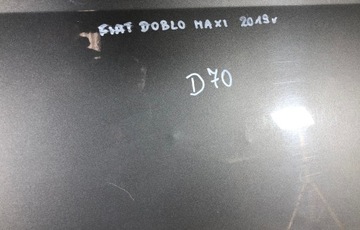 FIAT DOBLO MAXI 2019r
D70